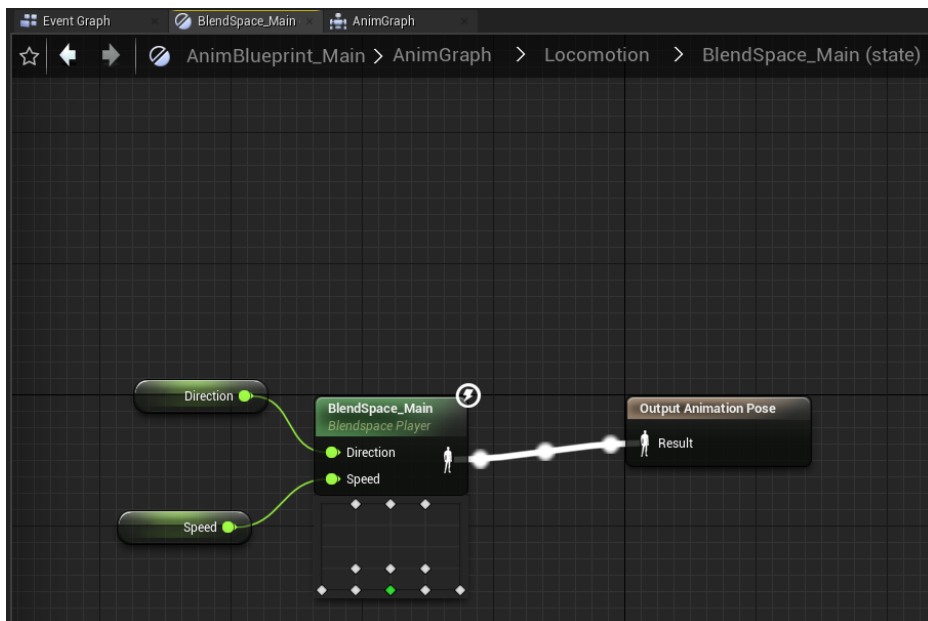 Event Graph
BlendSpace_Main
AnimGraph
AnimBlueprint_Main > AnimGraph > Locomotion > BlendSpace_Main (state)
Direction
BlendSpace_Main
Blendspace Player
Direction
Speed
Output Animation Pose
Result
Speed